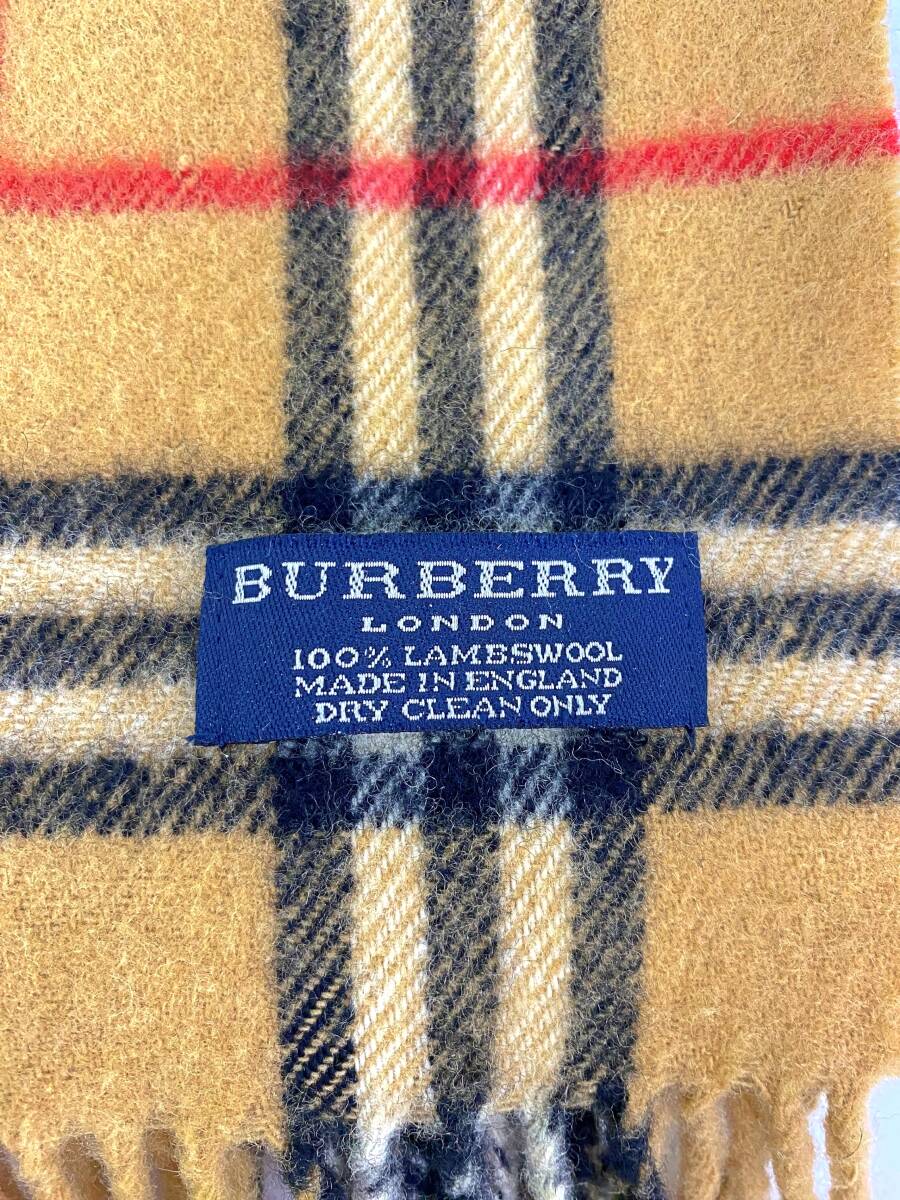 BURBERRY
LONDON
100% LAMBSWOOL
MADE IN ENGLAND
DRY CLEAN ONLY